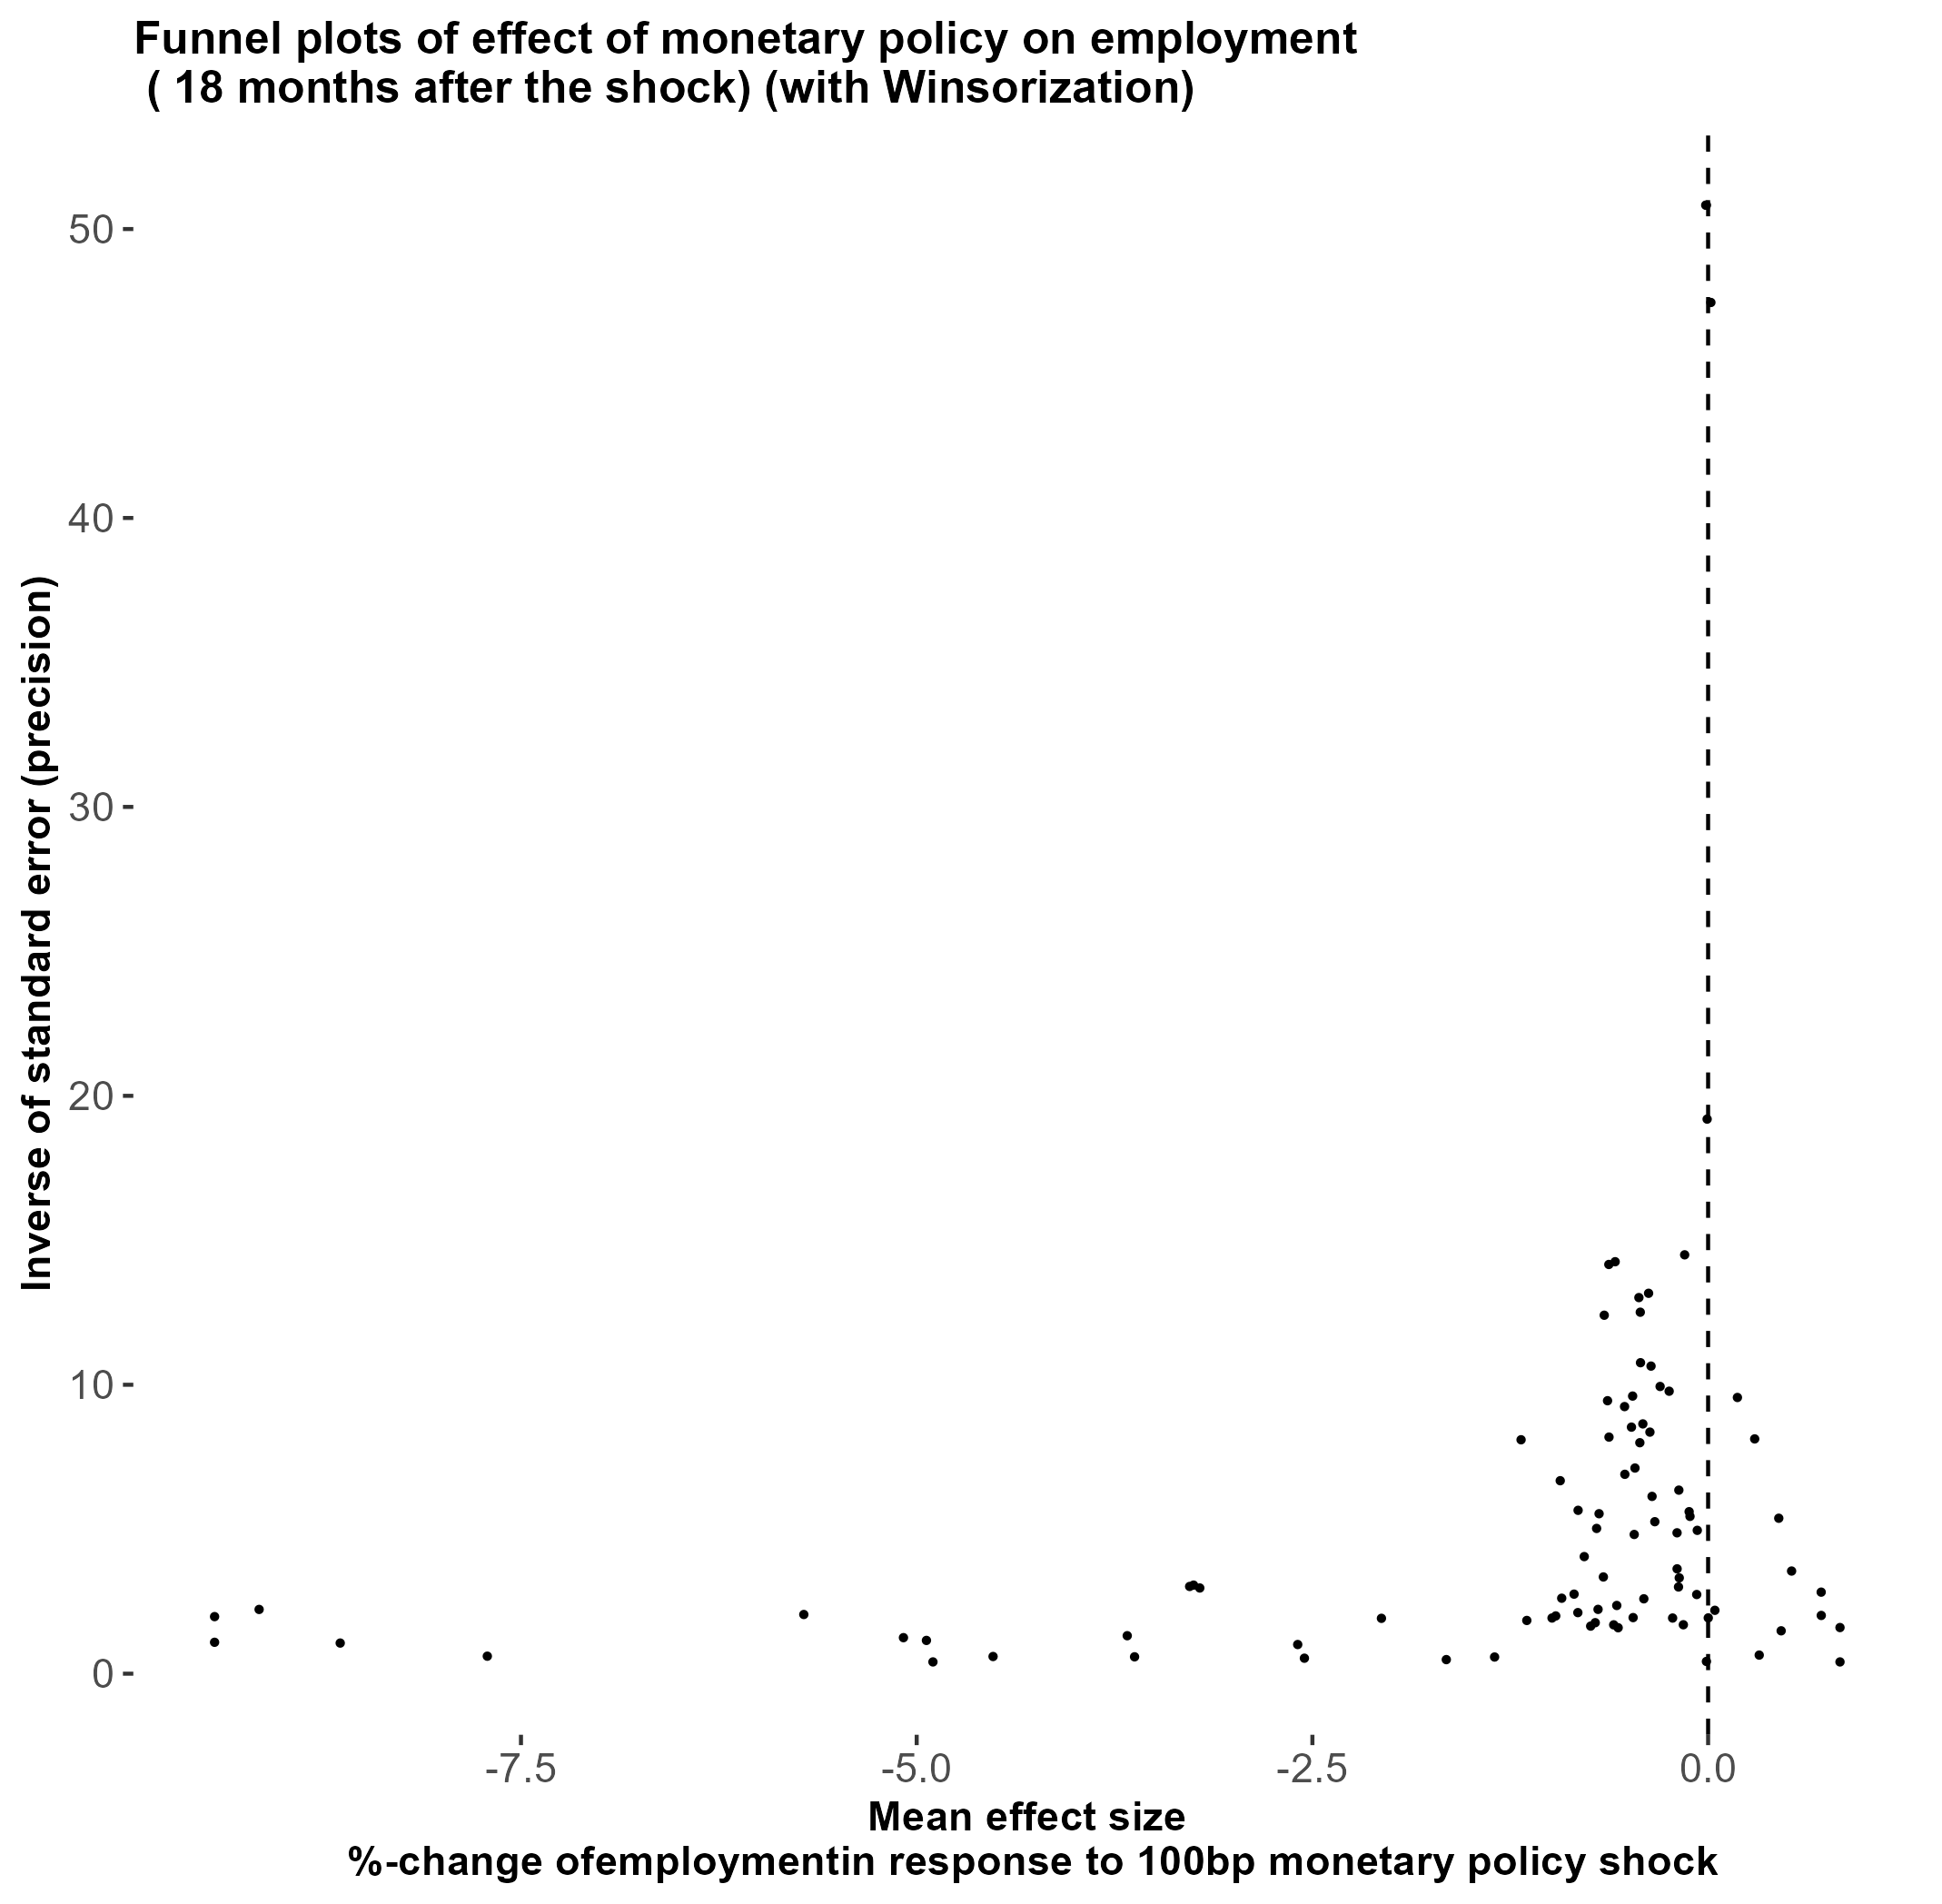 Funnel plots of effect of monetary policy on employment
( 18 months after the shock) (with Winsorization)
Inverse of standard error (precision)
50
40
30
20
10
0
-7.5
-5.0
-2.5
0.0
Mean effect size
%-change ofemploymentin response to 100bp monetary policy shock